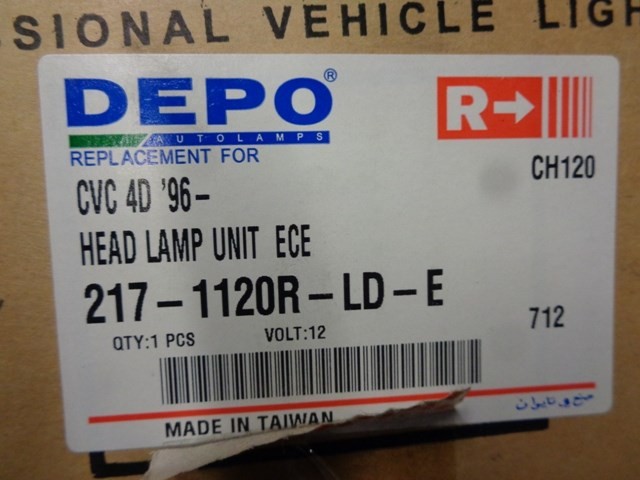 SIONAL VEHICLE LIGH
DEPO®
AUTOLAMPS
R→
REPLACEMENT FOR
CH120
CVC 4D '96-
HEAD LAMP UNIT ECE
217-1120R-LD-E
712
QTY:1 PCS VOLT:12
صنع في تايوان
MADE IN TAIWAN